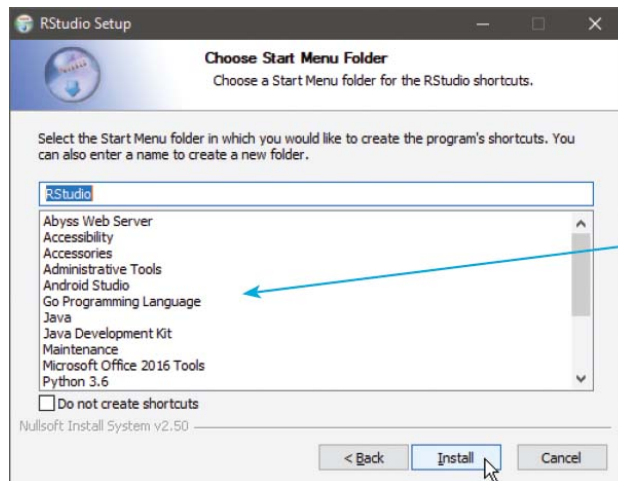 RStudio Setup
Choose Start Menu Folder
Choose a Start Menu folder for the RStudio shortcuts.
Select the Start Menu folder in which you would like to create the program's shortcuts. You
can also enter a name to create a new folder.
RStudio
Abyss Web Server
Accessibility
Accessories
Administrative Tools
Android Studio
Go Programming Language
Java
Java Development Kit
Maintenance
Microsoft Office 2016 Tools
Python 3.6
Do not create shortcuts
Nullsoft Install System v2.50
< Back
Install
Cancel